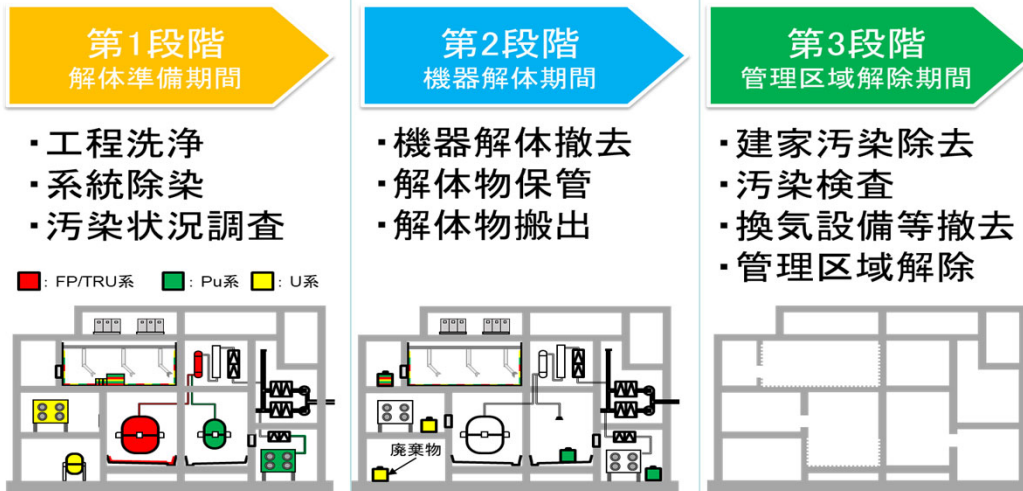 第1段階
解体準備期間
・工程洗浄
・系統除染
・汚染状況調査
: FP/TRU系 : Pu系 : U系
第2段階
機器解体期間
・機器解体撤去
・解体物保管
・解体物搬出
廃棄物
第3段階
管理区域解除期間
・建家汚染除去
・汚染検査
・換気設備等撤去
・管理区域解除